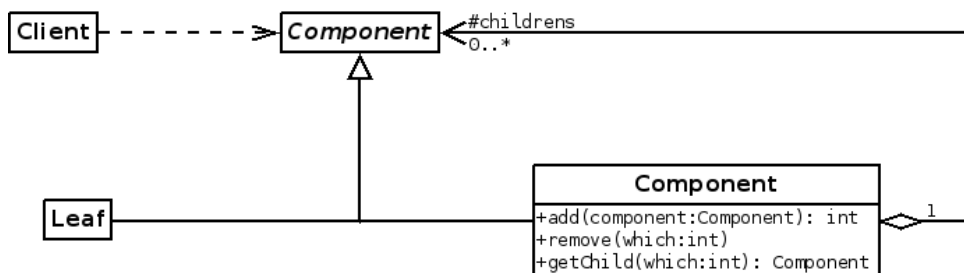 Client
Component
#childrens
0..*
Leaf
Component
+add(component:Component): int
+remove(which:int)
+getChild(which:int): Component
1